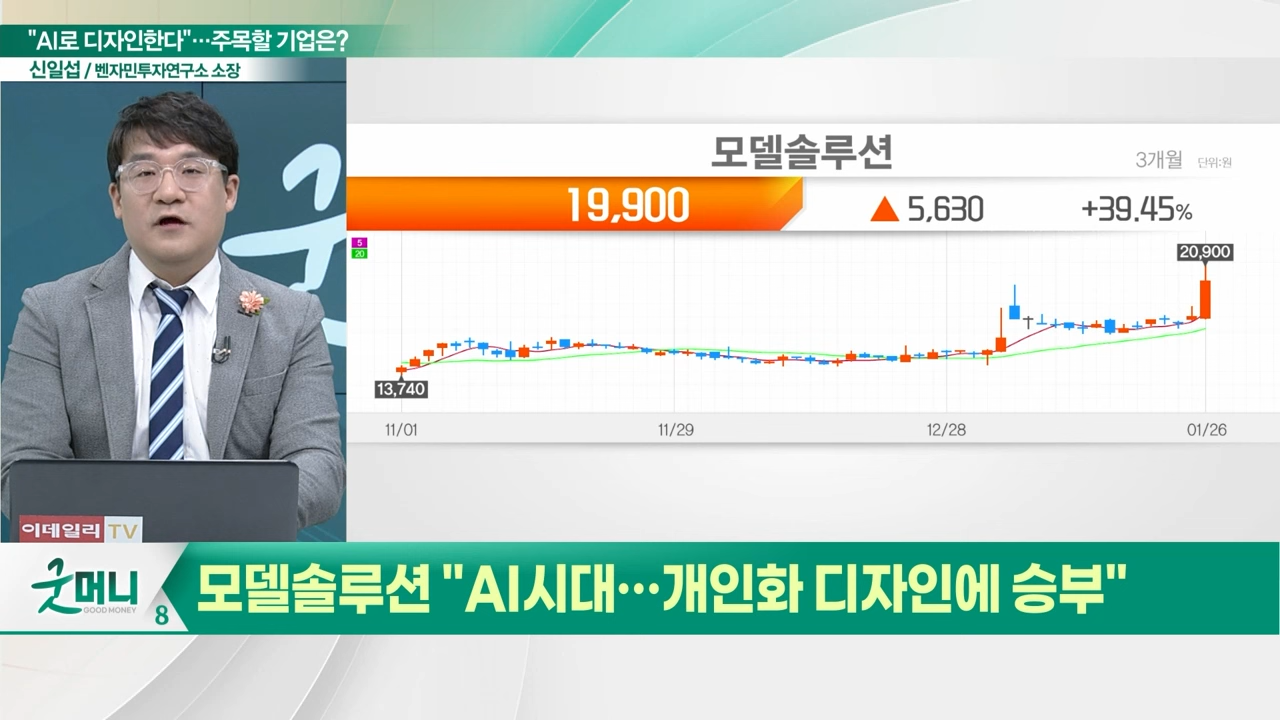 "AI로 디자인한다"…주목할 기업은?
신일섭 / 벤자민투자연구소 소장
모델솔루션
3개월 단위:원
19,900 ▲ 5,630 +39.45%
5
20
20,900
13,740
11/01 11/29 12/28 01/26
이데일리 TV
굿머니
GOOD MONEY
8
모델솔루션 "AI시대…개인화 디자인에 승부"